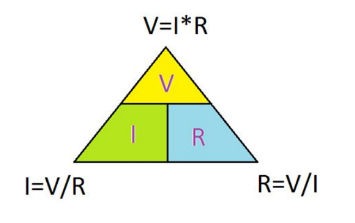 V=I*R
V
I R
I=V/R R=V/I